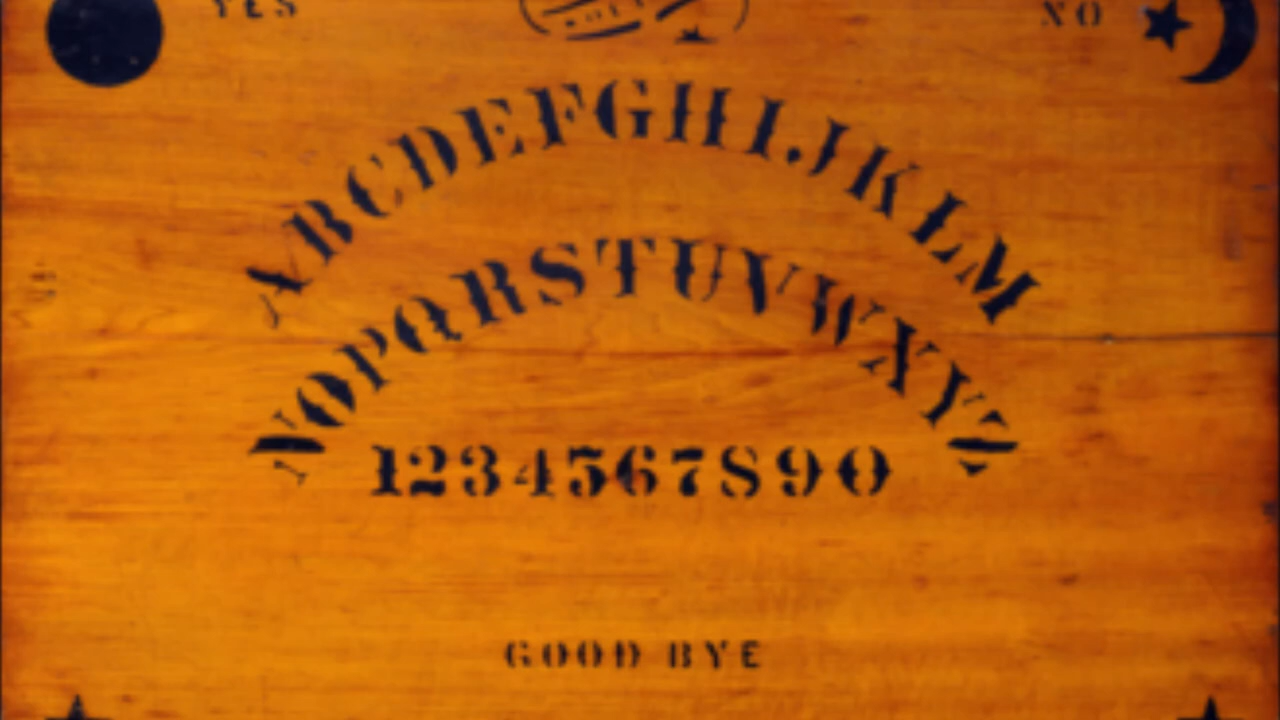 YES NO
ABCDEFGHIJKLM
NOPQRSTUVWXYZ
1234567890
GOOD BYE